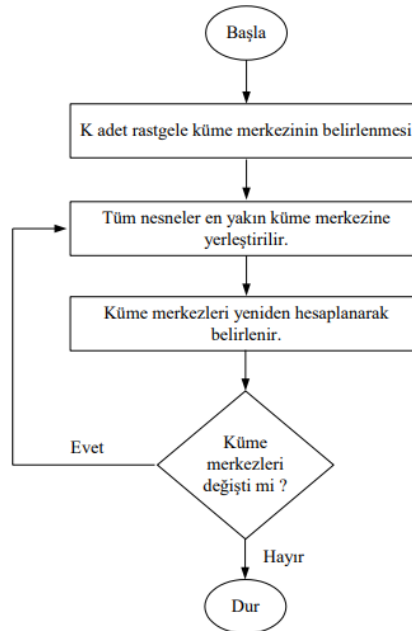 Başla
K adet rastgele küme merkezinin belirlenmesi
Tüm nesneler en yakın küme merkezine
yerleştirilir.
Küme merkezleri yeniden hesaplanarak
belirlenir.
Küme
merkezleri
değişti mi ?
Evet
Hayır
Dur